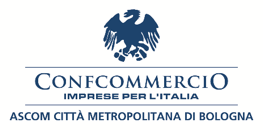 CONFCOMMERCIO
IMPRESE PER L'ITALIA
ASCOM CITTÀ METROPOLITANA DI BOLOGNA